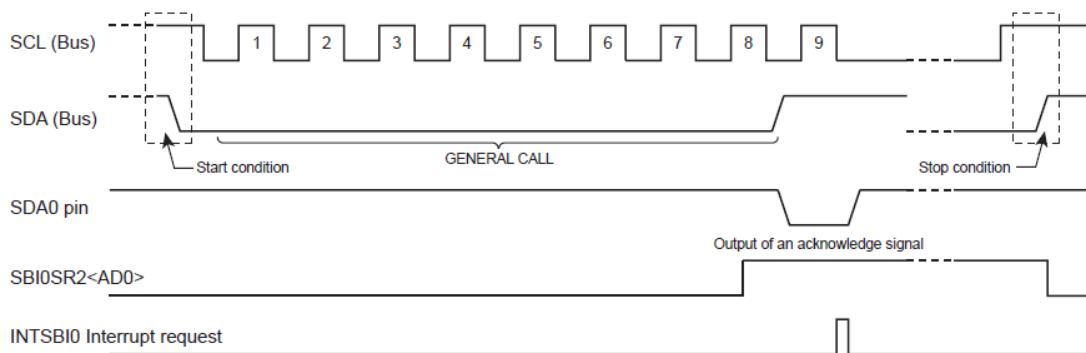 SCL (Bus)
1 2 3 4 5 6 7 8 9
SDA (Bus)
GENERAL CALL
Start condition
Stop condition
SDA0 pin
Output of an acknowledge signal
SBI0SR2<AD0>
INTSBI0 Interrupt request